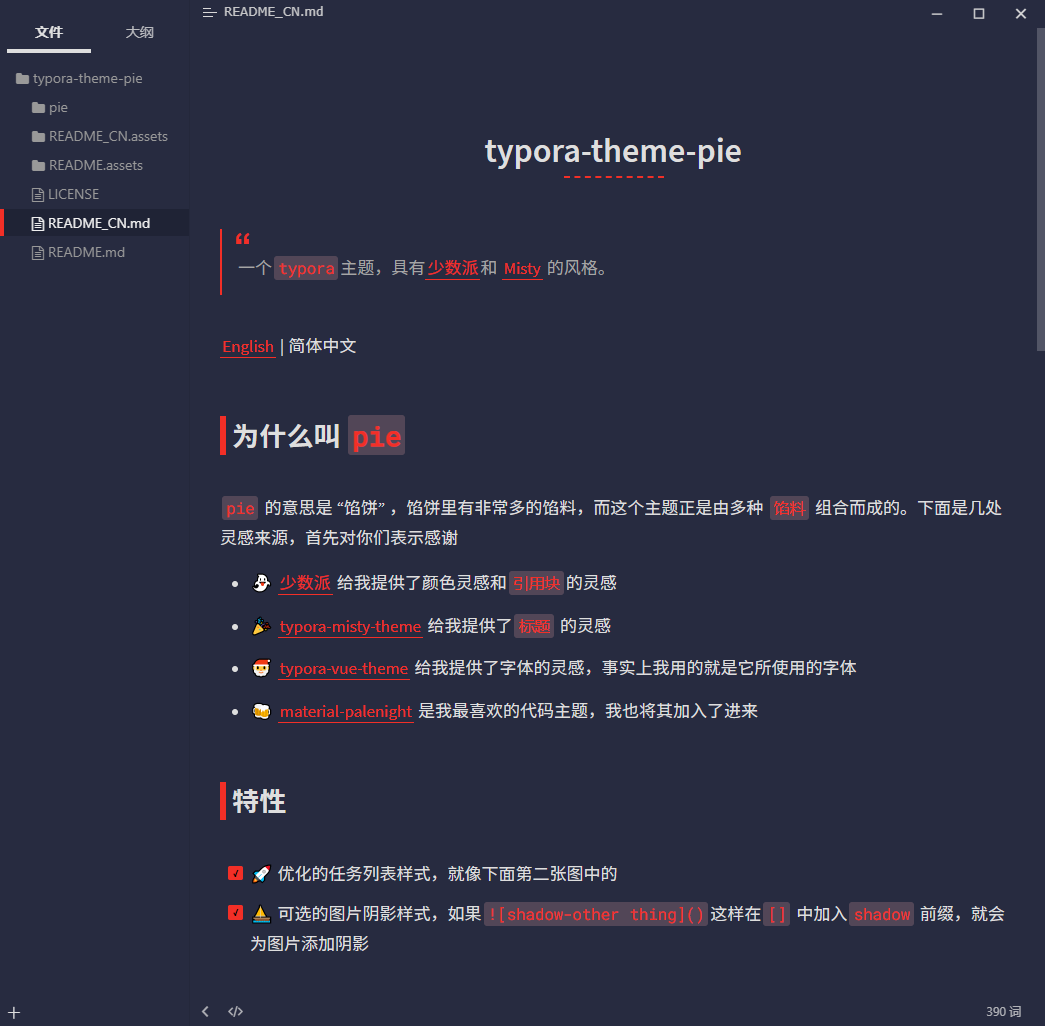 文件
大纲
README_CN.md
typora-theme-pie
pie
README_CN.assets
README.assets
LICENSE
README_CN.md
README.md
typora-theme-pie
“
一个 typora 主题，具有少数派和 Misty 的风格。
English | 简体中文
为什么叫 pie
pie 的意思是 “馅饼” ，馅饼里有非常多的馅料，而这个主题正是由多种 馅料 组合而成的。下面是几处
灵感来源，首先对你们表示感谢
• 少数派 给我提供了颜色灵感和 引用块 的灵感
• typora-misty-theme 给我提供了 标题 的灵感
• typora-vue-theme 给我提供了字体的灵感，事实上我用的就是它所使用的字体
• material-palenight 是我最喜欢的代码主题，我也将其加入了进来
特性
优化的任务列表样式，就像下面第二张图中的
可选的图片阴影样式，如果 ![shadow-other thing]() 这样在 [] 中加入 shadow 前缀，就会
为图片添加阴影
390 词